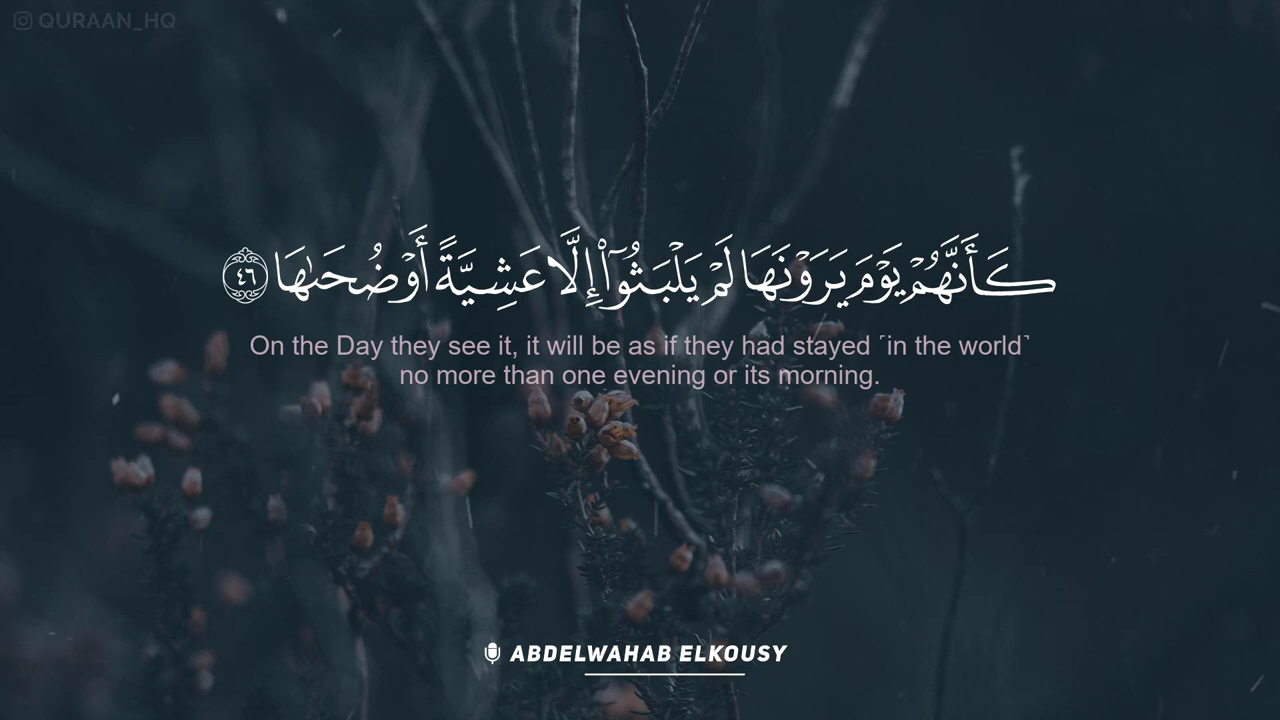 QURAAN_HQ
كَأَنَّهُمْ يَوْمَ يَرَوْنَهَا لَمْ يَلْبَثُوٓا۟ إِلَّا عَشِيَّةً أَوْ ضُحَىٰهَا ٤٦
On the Day they see it, it will be as if they had stayed ˹in the world˺
no more than one evening or its morning.
ABDELWAHAB ELKOUSY